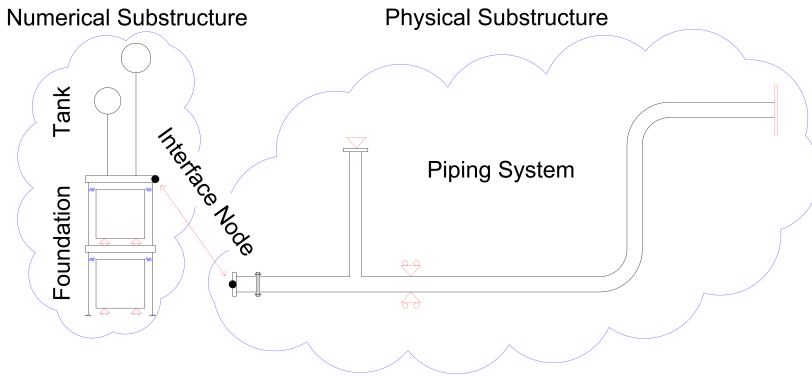 Numerical Substructure
Physical Substructure
Tank
Interface Node
Piping System
Foundation